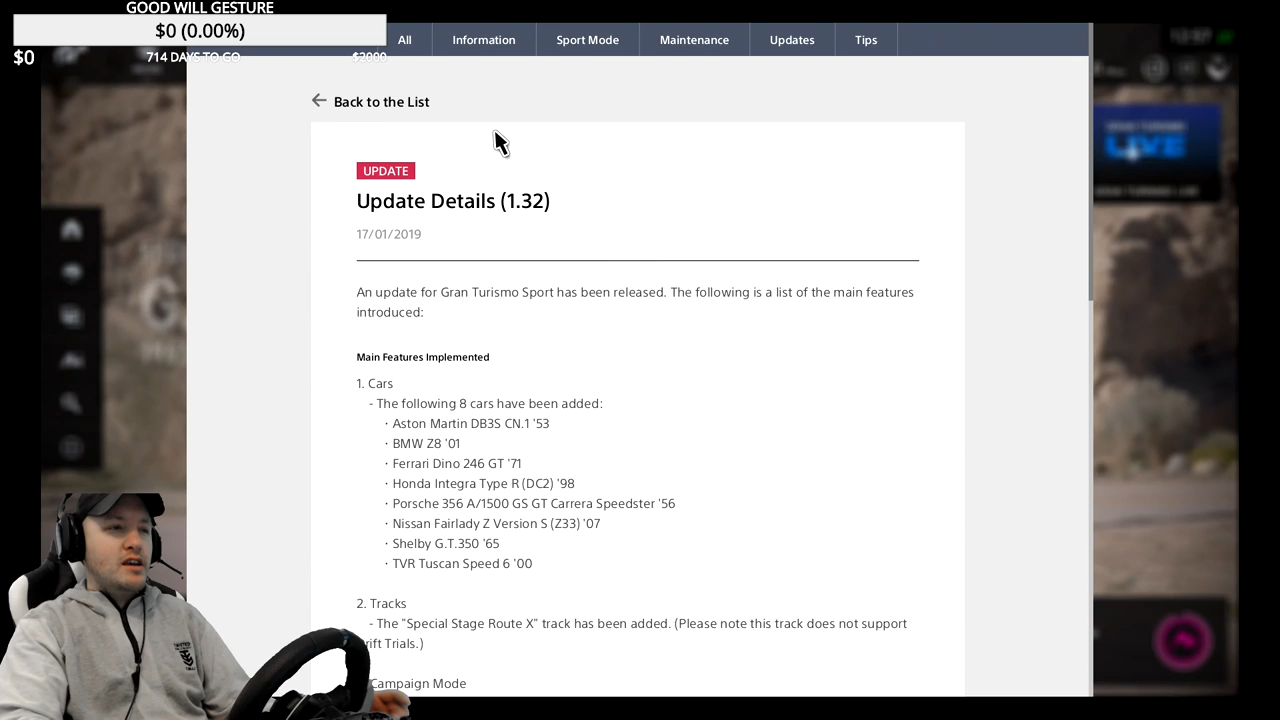 GOOD WILL GESTURE
$0 (0.00%)
$0
714 DAYS TO GO
$2000
All
Information
Sport Mode
Maintenance
Updates
Tips
Back to the List
UPDATE
Update Details (1.32)
17/01/2019
An update for Gran Turismo Sport has been released. The following is a list of the main features
introduced:
Main Features Implemented
1. Cars
- The following 8 cars have been added:
· Aston Martin DB3S CN.1 '53
· BMW Z8 '01
· Ferrari Dino 246 GT '71
· Honda Integra Type R (DC2) '98
· Porsche 356 A/1500 GS GT Carrera Speedster '56
· Nissan Fairlady Z Version S (Z33) '07
· Shelby G.T.350 '65
· TVR Tuscan Speed 6 '00
2. Tracks
- The "Special Stage Route X" track has been added. (Please note this track does not support
rift Trials.)
Campaign Mode
LIVE